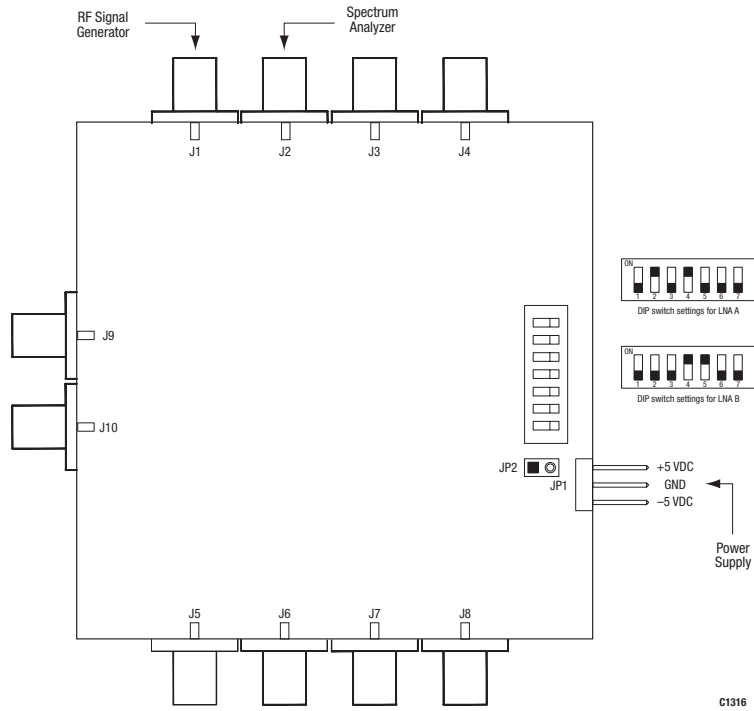 RF Signal
Generator
Spectrum
Analyzer
J1
J2
J3
J4
ON
1 2 3 4 5 6 7
DIP switch settings for LNA A
J9
ON
1 2 3 4 5 6 7
DIP switch settings for LNA B
J10
JP2
JP1
+5 VDC
GND
–5 VDC
Power
Supply
J5
J6
J7
J8
C1316